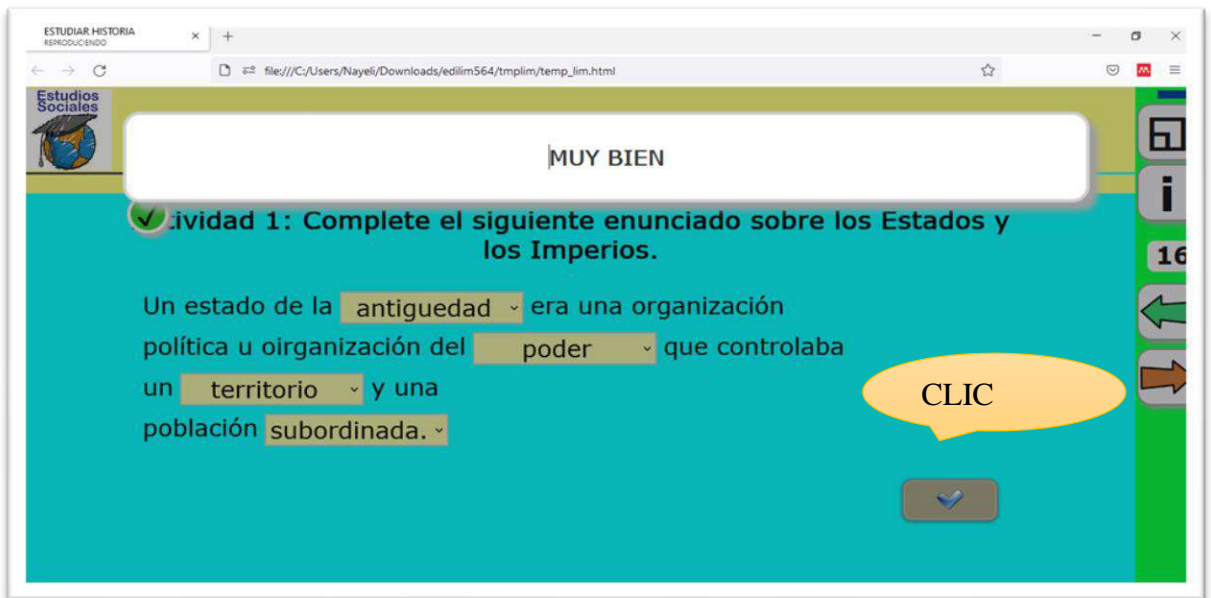 ESTUDIAR HISTORIA
REPRODUCIENDO
file:///C:/Users/Nayeli/Downloads/edilim564/tmplim/temp_lim.html
Estudios
Sociales
MUY BIEN
tividad 1: Complete el siguiente enunciado sobre los Estados y
los Imperios.
16
Un estado de la antiguedad era una organización
política u oirganización del poder que controlaba
un territorio y una
CLIC
población subordinada.